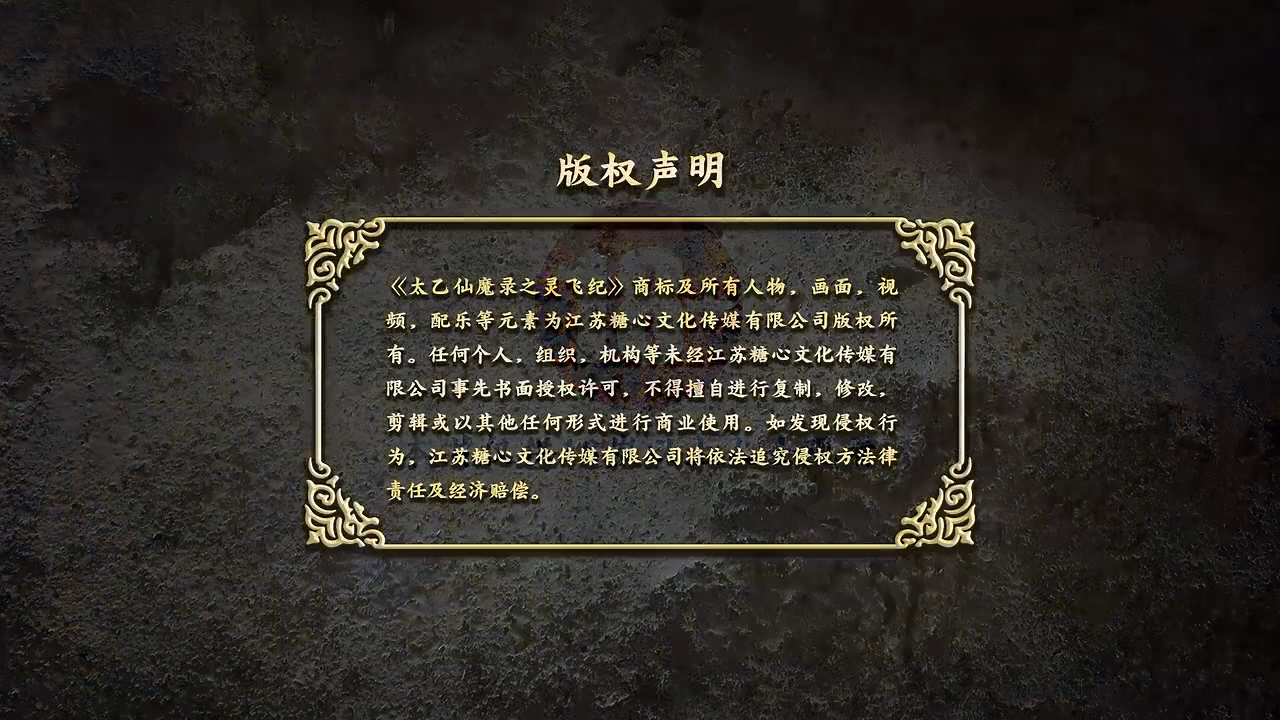 版权声明
《太乙仙魔录之灵飞纪》商标及所有人物，画面，视
频，配乐等元素为江苏糖心文化传媒有限公司版权所
有。任何个人，组织，机构等未经江苏糖心文化传媒有
限公司事先书面授权许可，不得擅自进行复制，修改，
剪辑或以其他任何形式进行商业使用。如发现侵权行
为，江苏糖心文化传媒有限公司将依法追究侵权方法律
责任及经济赔偿。